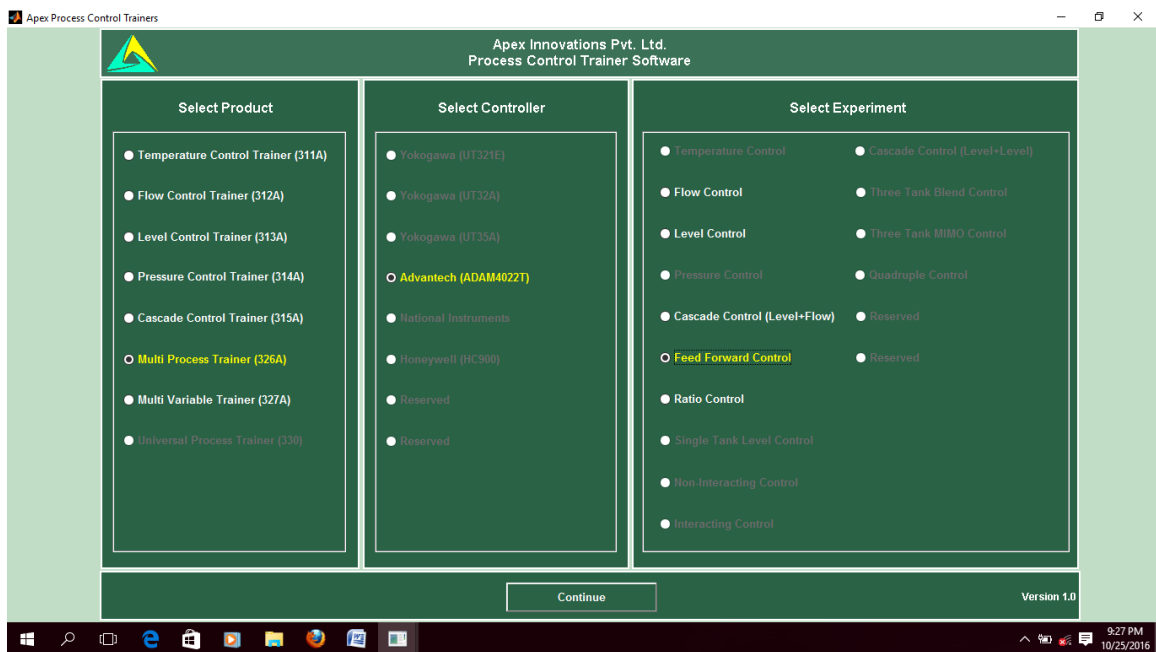 Apex Process Control Trainers
Apex Innovations Pvt. Ltd.
Process Control Trainer Software
Select Product
Temperature Control Trainer (311A)
Flow Control Trainer (312A)
Level Control Trainer (313A)
Pressure Control Trainer (314A)
Cascade Control Trainer (315A)
Multi Process Trainer (326A)
Multi Variable Trainer (327A)
Universal Process Trainer (330)
Select Controller
Yokogawa (UT321E)
Yokogawa (UT32A)
Yokogawa (UT35A)
Advantech (ADAM4022T)
National Instruments
Honeywell (HC900)
Reserved
Reserved
Select Experiment
Temperature Control
Flow Control
Level Control
Pressure Control
Cascade Control (Level+Flow)
Feed Forward Control
Ratio Control
Single Tank Level Control
Non-Interacting Control
Interacting Control
Cascade Control (Level+Level)
Three Tank Blend Control
Three Tank MIMO Control
Quadruple Control
Reserved
Reserved
Continue
Version 1.0
9:27 PM
10/25/2016